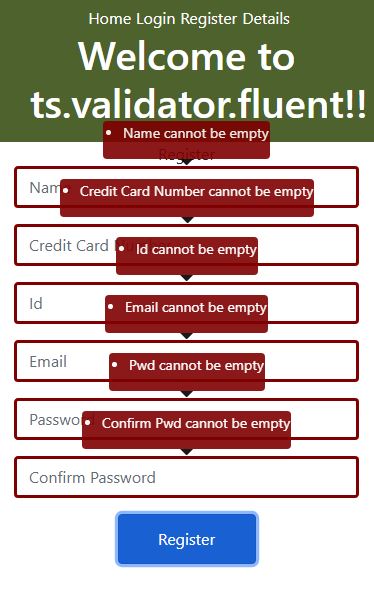 Home Login Register Details
Welcome to
ts.validator.fluent!!
Name cannot be empty
Register
Credit Card Number cannot be empty
Id cannot be empty
Credit Card
Email cannot be empty
Id
Pwd cannot be empty
Email
Confirm Pwd cannot be empty
Password
Confirm Password
Register